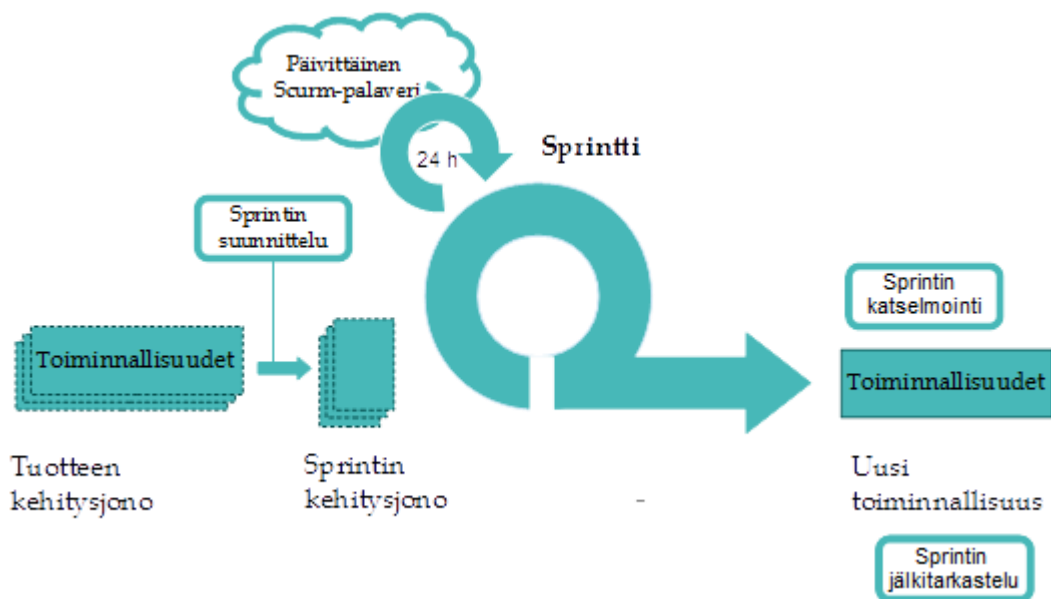 Päivittäinen
Scurm-palaveri
24 h
Sprintti
Sprintin
suunnittelu
Toiminnallisuudet
Tuotteen
kehitysjono
Sprintin
kehitysjono
-
Sprintin
katselmointi
Toiminnallisuudet
Uusi
toiminnallisuus
Sprintin
jälkitarkastelu